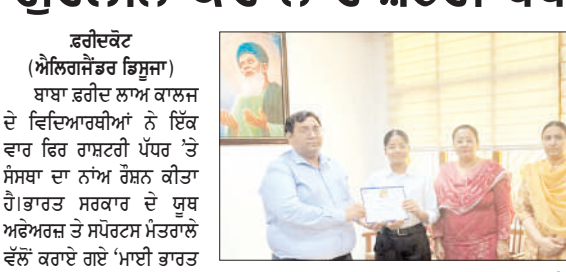 ਫ਼ਰੀਦਕੋਟ
(ਐਲਿਗਜੈਂਡਰ ਡਿਸੂਜਾ)
ਬਾਬਾ ਫ਼ਰੀਦ ਲਾਅ ਕਾਲਜ
ਦੇ ਵਿਦਿਆਰਥੀਆਂ ਨੇ ਇੱਕ
ਵਾਰ ਫਿਰ ਰਾਸ਼ਟਰੀ ਪੱਧਰ 'ਤੇ
ਸੰਸਥਾ ਦਾ ਨਾਂਅ ਰੌਸ਼ਨ ਕੀਤਾ
ਹੈ।ਭਾਰਤ ਸਰਕਾਰ ਦੇ ਯੂਥ
ਅਫੇਅਰਜ਼ ਤੇ ਸਪੋਰਟਸ ਮੰਤਰਾਲੇ
ਵੱਲੋਂ ਕਰਾਏ ਗਏ 'ਮਾਈ ਭਾਰਤ